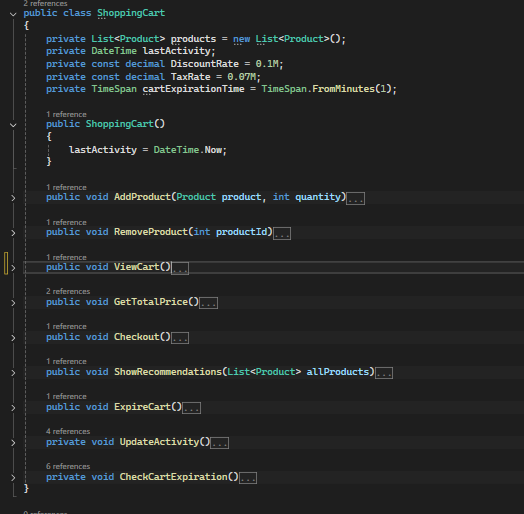 2 references
public class ShoppingCart
{
private List<Product> products = new List<Product>();
private DateTime lastActivity;
private const decimal DiscountRate = 0.1M;
private const decimal TaxRate = 0.07M;
private TimeSpan cartExpirationTime = TimeSpan.FromMinutes(1);
1 reference
public ShoppingCart()
{
lastActivity = DateTime.Now;
}
1 reference
public void AddProduct(Product product, int quantity)...
1 reference
public void RemoveProduct(int productId)...
1 reference
public void ViewCart()...
2 references
public void GetTotalPrice()...
1 reference
public void Checkout()...
1 reference
public void ShowRecommendations(List<Product> allProducts)...
1 reference
public void ExpireCart()...
4 references
private void UpdateActivity()...
6 references
private void CheckCartExpiration()...
}